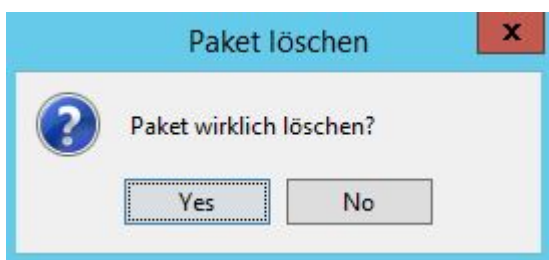 Paket löschen
x
?
Paket wirklich löschen?
Yes No